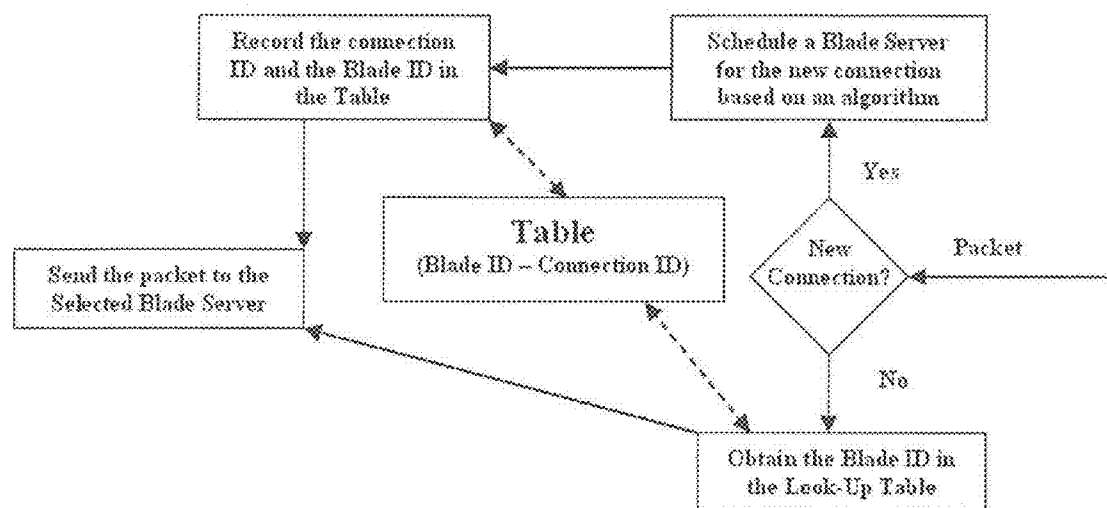 Record the connection
ID and the Blade ID in
the Table
Schedule a Blade Server
for the new connection
based on an algorithm
Yes
Table
(Blade ID – Connection ID)
New
Connection?
Packet
Send the packet to the
Selected Blade Server
No
Obtain the Blade ID in
the Look-Up Table